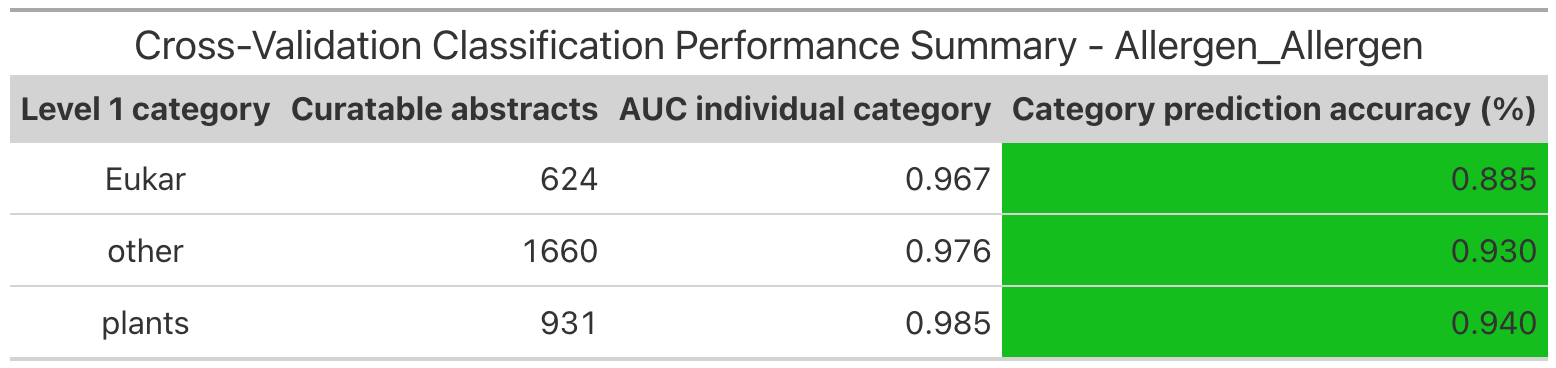 Cross-Validation Classification Performance Summary - Allergen_Allergen
Level 1 category Curatable abstracts AUC individual category Category prediction accuracy (%)
Eukar 624 0.967 0.885
other 1660 0.976 0.930
plants 931 0.985 0.940